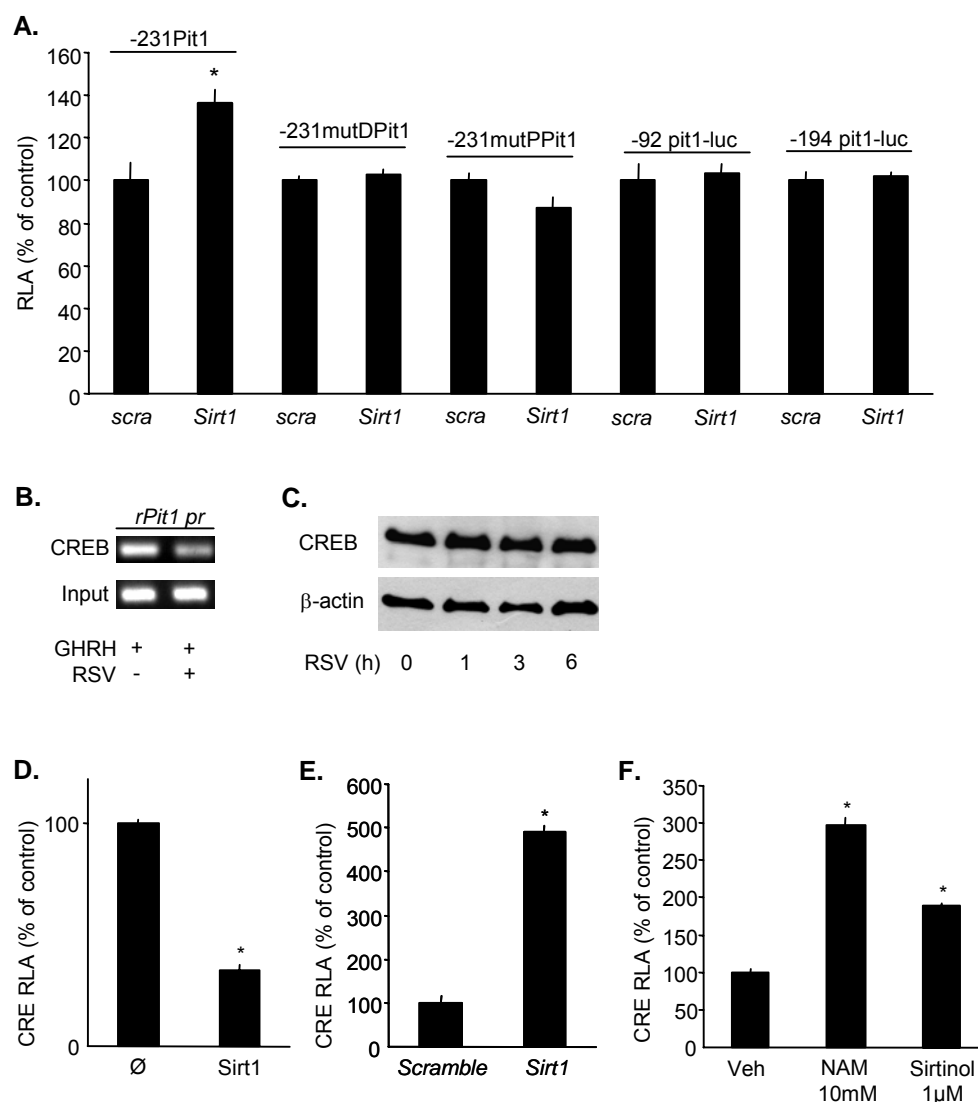 A.
-231Pit1
-231mutDPit1
-231mutPPit1
-92 pit1-luc
-194 pit1-luc
RLA (% of control)
160
140
120
100
80
60
40
20
0
*
scra Sirt1 scra Sirt1 scra Sirt1 scra Sirt1 scra Sirt1
B.
rPit1 pr
CREB
Input
GHRH + +
RSV - +
C.
CREB
β-actin
RSV (h) 0 1 3 6
D.
CRE RLA (% of control)
100
0
*
Ø Sirt1
E.
CRE RLA (% of control)
600
500
400
300
200
100
0
*
Scramble Sirt1
F.
CRE RLA (% of control)
350
300
250
200
150
100
50
0
*
*
Veh NAM Sirtinol
10mM 1µM